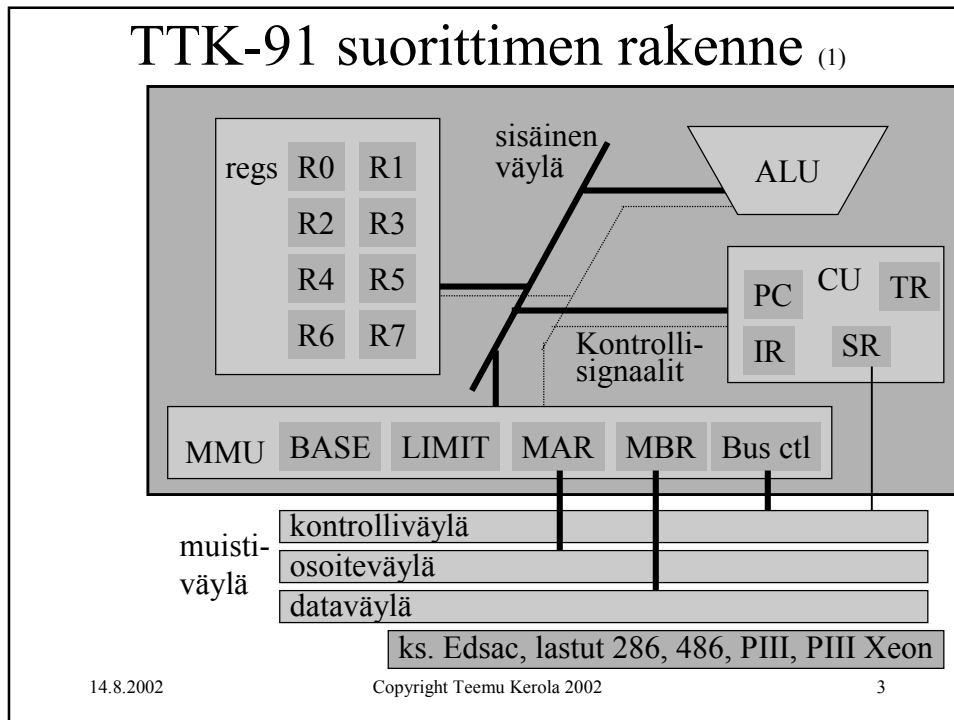 TTK-91 suorittimen rakenne (1)
regs R0 R1
R2 R3
R4 R5
R6 R7
sisäinen
väylä
ALU
PC CU TR
IR SR
Kontrolli-
signaalit
MMU BASE LIMIT MAR MBR Bus ctl
muisti-
väylä
kontrolliväylä
osoiteväylä
dataväylä
ks. Edsac, lastut 286, 486, PIII, PIII Xeon
14.8.2002 Copyright Teemu Kerola 2002 3